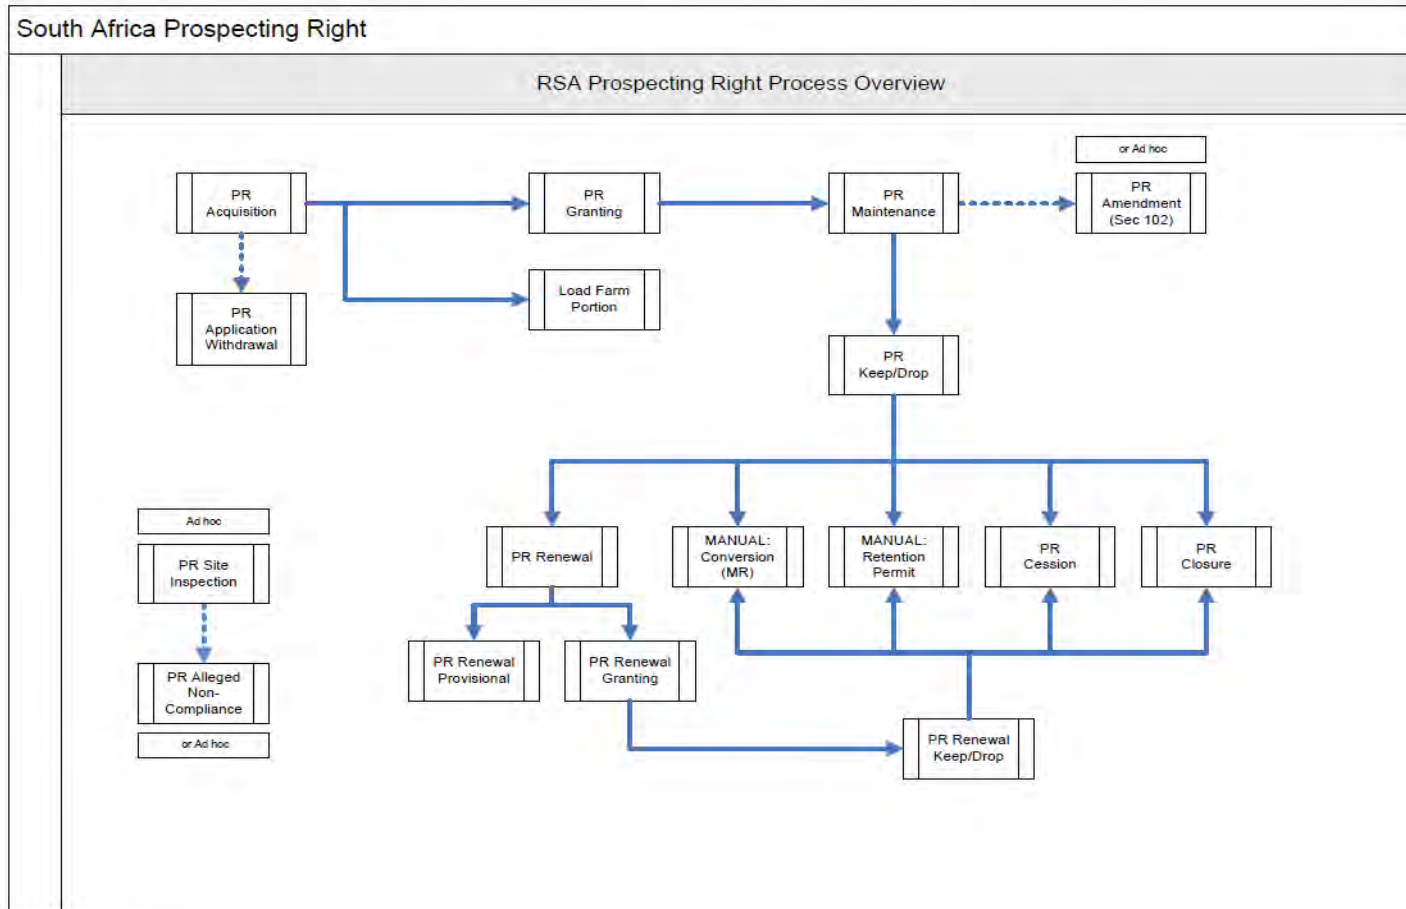 South Africa Prospecting Right
RSA Prospecting Right Process Overview
or Ad hoc
PR
Acquisition
PR
Granting
PR
Maintenance
PR
Amendment
(Sec 102)
Load Farm
Portion
PR
Application
Withdrawal
PR
Keep/Drop
Ad hoc
PR Site
Inspection
PR Renewal
MANUAL:
Conversion
(MR)
MANUAL:
Retention
Permit
PR
Cession
PR
Closure
PR Renewal
Provisional
PR Renewal
Granting
PR Alleged
Non-
Compliance
or Ad hoc
PR Renewal
Keep/Drop